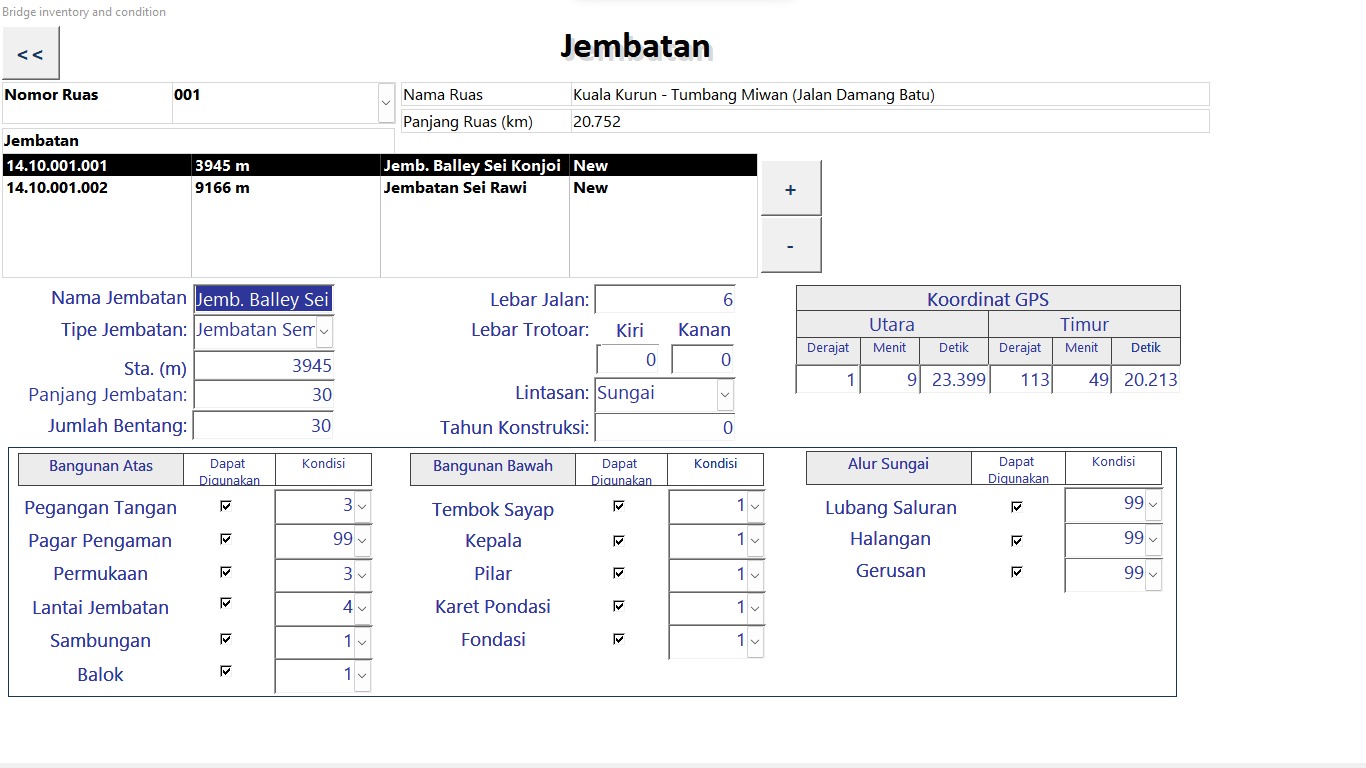 Bridge inventory and condition
<<
Jembatan
Nomor Ruas 001
Nama Ruas Kuala Kurun - Tumbang Miwan (Jalan Damang Batu)
Panjang Ruas (km) 20.752
Jembatan
14.10.001.001 3945 m Jemb. Balley Sei Konjoi New
14.10.001.002 9166 m Jembatan Sei Rawi New
+
-
Nama Jembatan Jemb. Balley Sei
Tipe Jembatan: Jembatan Sem
Sta. (m) 3945
Panjang Jembatan: 30
Jumlah Bentang: 30
Lebar Jalan: 6
Lebar Trotoar: Kiri Kanan
0 0
Lintasan: Sungai
Tahun Konstruksi: 0
Koordinat GPS
Utara Timur
Derajat Menit Detik Derajat Menit Detik
1 9 23.399 113 49 20.213
Bangunan Atas Dapat Digunakan Kondisi
Pegangan Tangan 3
Pagar Pengaman 99
Permukaan 3
Lantai Jembatan 4
Sambungan 1
Balok 1
Bangunan Bawah Dapat Digunakan Kondisi
Tembok Sayap 1
Kepala 1
Pilar 1
Karet Pondasi 1
Fondasi 1
Alur Sungai Dapat Digunakan Kondisi
Lubang Saluran 99
Halangan 99
Gerusan 99